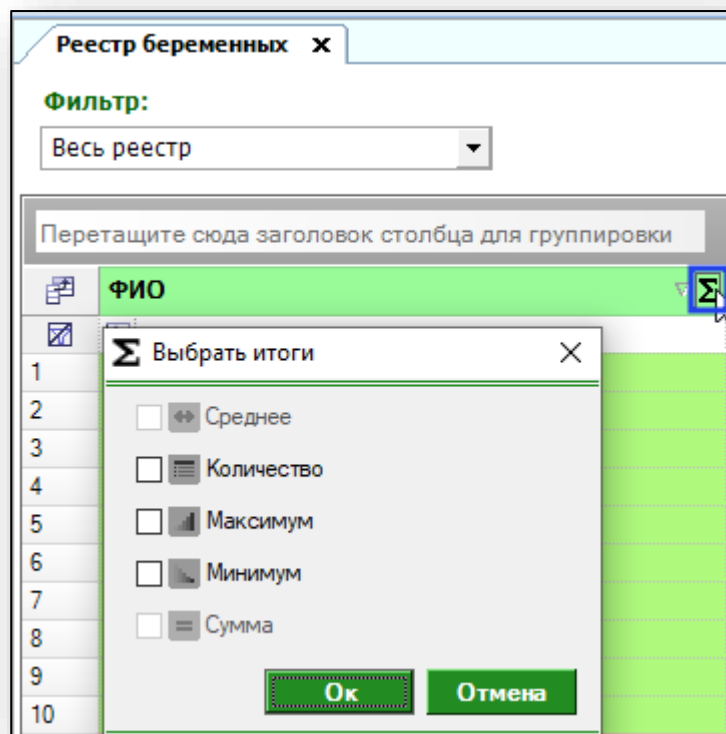 Реестр беременных x
Фильтр:
Весь реестр
Перетащите сюда заголовок столбца для группировки
ФИО Σ
Σ Выбрать итоги
1
Среднее
2
3
Количество
4
5
Максимум
6
Минимум
7
8
Сумма
9
Ок Отмена
10